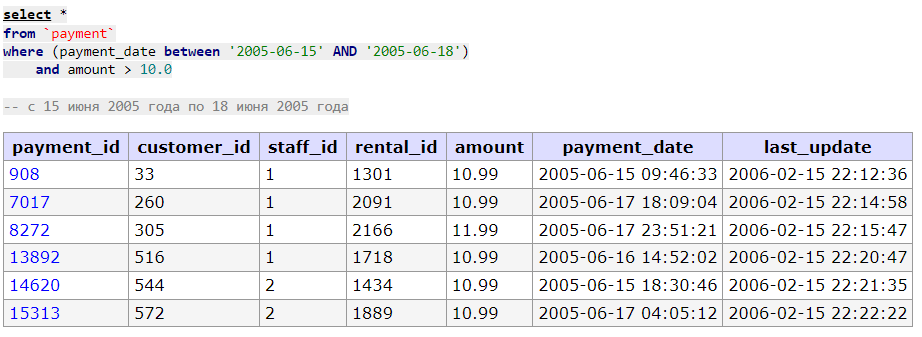 select *
from `payment`
where (payment_date between '2005-06-15' AND '2005-06-18')
    and amount > 10.0
-- с 15 июня 2005 года по 18 июня 2005 года
payment_id customer_id staff_id rental_id amount payment_date last_update
908 33 1 1301 10.99 2005-06-15 09:46:33 2006-02-15 22:12:36
7017 260 1 2091 10.99 2005-06-17 18:09:04 2006-02-15 22:14:58
8272 305 1 2166 11.99 2005-06-17 23:51:21 2006-02-15 22:15:47
13892 516 1 1718 10.99 2005-06-16 14:52:02 2006-02-15 22:20:47
14620 544 2 1434 10.99 2005-06-15 18:30:46 2006-02-15 22:21:35
15313 572 2 1889 10.99 2005-06-17 04:05:12 2006-02-15 22:22:22